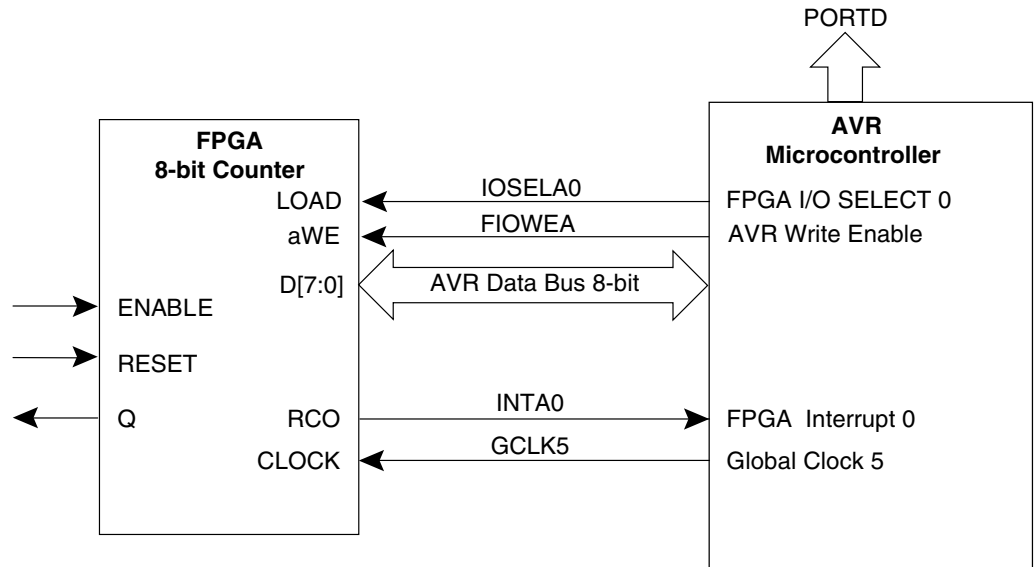 PORTD
FPGA
8-bit Counter
AVR
Microcontroller
LOAD
IOSELA0
FPGA I/O SELECT 0
aWE
FIOWEA
AVR Write Enable
D[7:0]
AVR Data Bus 8-bit
ENABLE
RESET
Q
RCO
INTA0
FPGA Interrupt 0
CLOCK
GCLK5
Global Clock 5